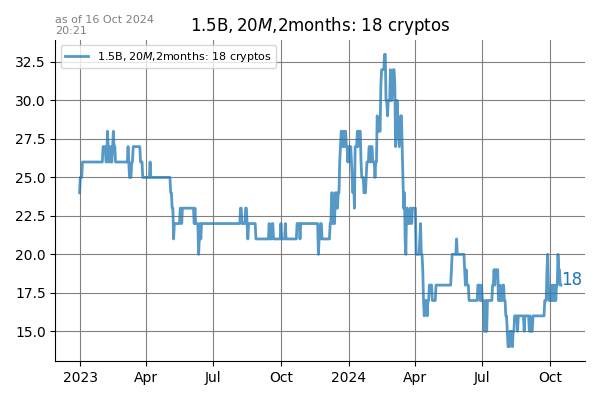 as of 16 Oct 2024
20:21
1.5B, 20M,2months: 18 cryptos
1.5B, 20M,2months: 18 cryptos
32.5
30.0
27.5
25.0
22.5
20.0
17.5
15.0
18
2023 Apr Jul Oct 2024 Apr Jul Oct